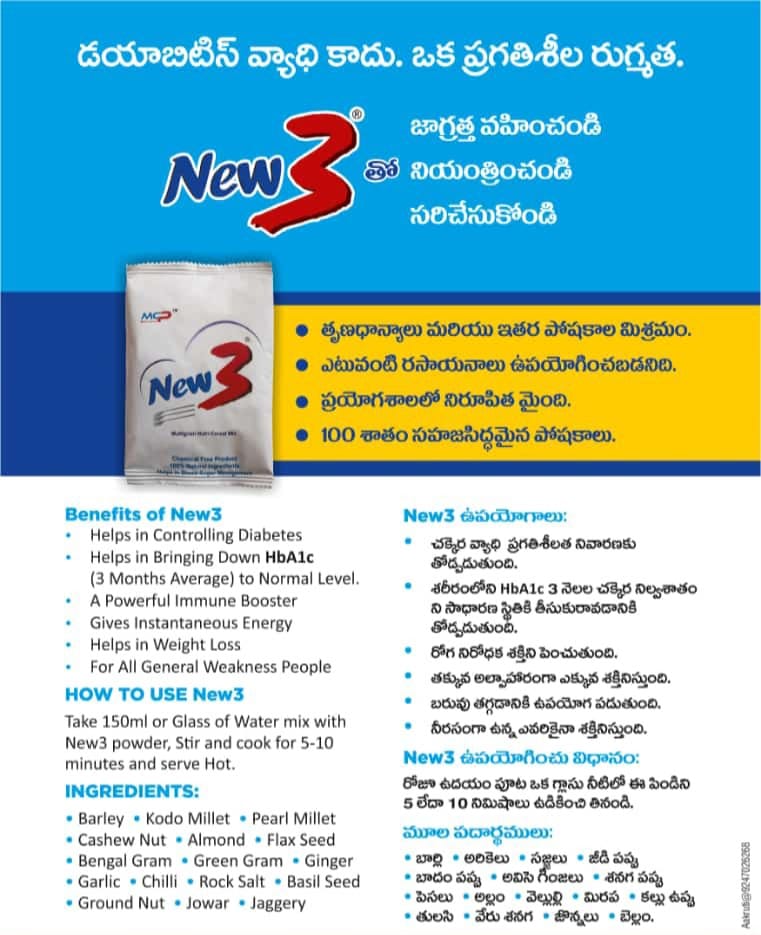 డయాబిటిస్ వ్యాధి కాదు. ఒక ప్రగతిశీల రుగ్మత.
New3® తో
జాగ్రత్త వహించండి
నియంత్రించండి
సరిచేసుకోండి
MCP™
New3®
Multigrain Nutri Cereal Mix
Chemical Free Product
100% Natural Ingredients
Helps in Blood Sugar Management
• తృణధాన్యాలు మరియు ఇతర పోషకాల మిశ్రమం.
• ఎటువంటి రసాయనాలు ఉపయోగించబడనిది.
• ప్రయోగశాలలో నిరూపిత మైంది.
• 100 శాతం సహజసిద్ధమైన పోషకాలు.
Benefits of New3
• Helps in Controlling Diabetes
• Helps in Bringing Down HbA1c
(3 Months Average) to Normal Level.
• A Powerful Immune Booster
• Gives Instantaneous Energy
• Helps in Weight Loss
• For All General Weakness People
HOW TO USE New3
Take 150ml or Glass of Water mix with
New3 powder, Stir and cook for 5-10
minutes and serve Hot.
INGREDIENTS:
• Barley • Kodo Millet • Pearl Millet
• Cashew Nut • Almond • Flax Seed
• Bengal Gram • Green Gram • Ginger
• Garlic • Chilli • Rock Salt • Basil Seed
• Ground Nut • Jowar • Jaggery
New3 ఉపయోగాలు:
• చక్కెర వ్యాధి ప్రగతిశీలత నివారణకు
తోడ్పడుతుంది.
• శరీరంలోని HbA1c 3 నెలల చక్కెర నిల్వశాతం
ని సాధారణ స్థితికి తీసుకురావడానికి
తోడ్పడుతుంది.
• రోగ నిరోధక శక్తిని పెంచుతుంది.
• తక్కువ అల్పాహారంగా ఎక్కువ శక్తినిస్తుంది.
• బరువు తగ్గడానికి ఉపయోగ పడుతుంది.
• నీరసంగా ఉన్న ఎవరికైనా శక్తినిస్తుంది.
New3 ఉపయోగించు విధానం:
రోజూ ఉదయం పూట ఒక గ్లాసు నీటిలో ఈ పిండిని
5 లేదా 10 నిమిషాలు ఉడికించి తినండి.
మూల పదార్థములు:
• బార్లి • అరికెలు • సజ్జలు • జీడి పప్పు
• బాదం పప్పు • అవిసె గింజలు • శనగ పప్పు
• పెసలు • అల్లం • వెల్లుల్లి • మిరప • కల్లు ఉప్పు
• తులసి • వేరు శనగ • జొన్నలు • బెల్లం.
Aakruti@9247026268